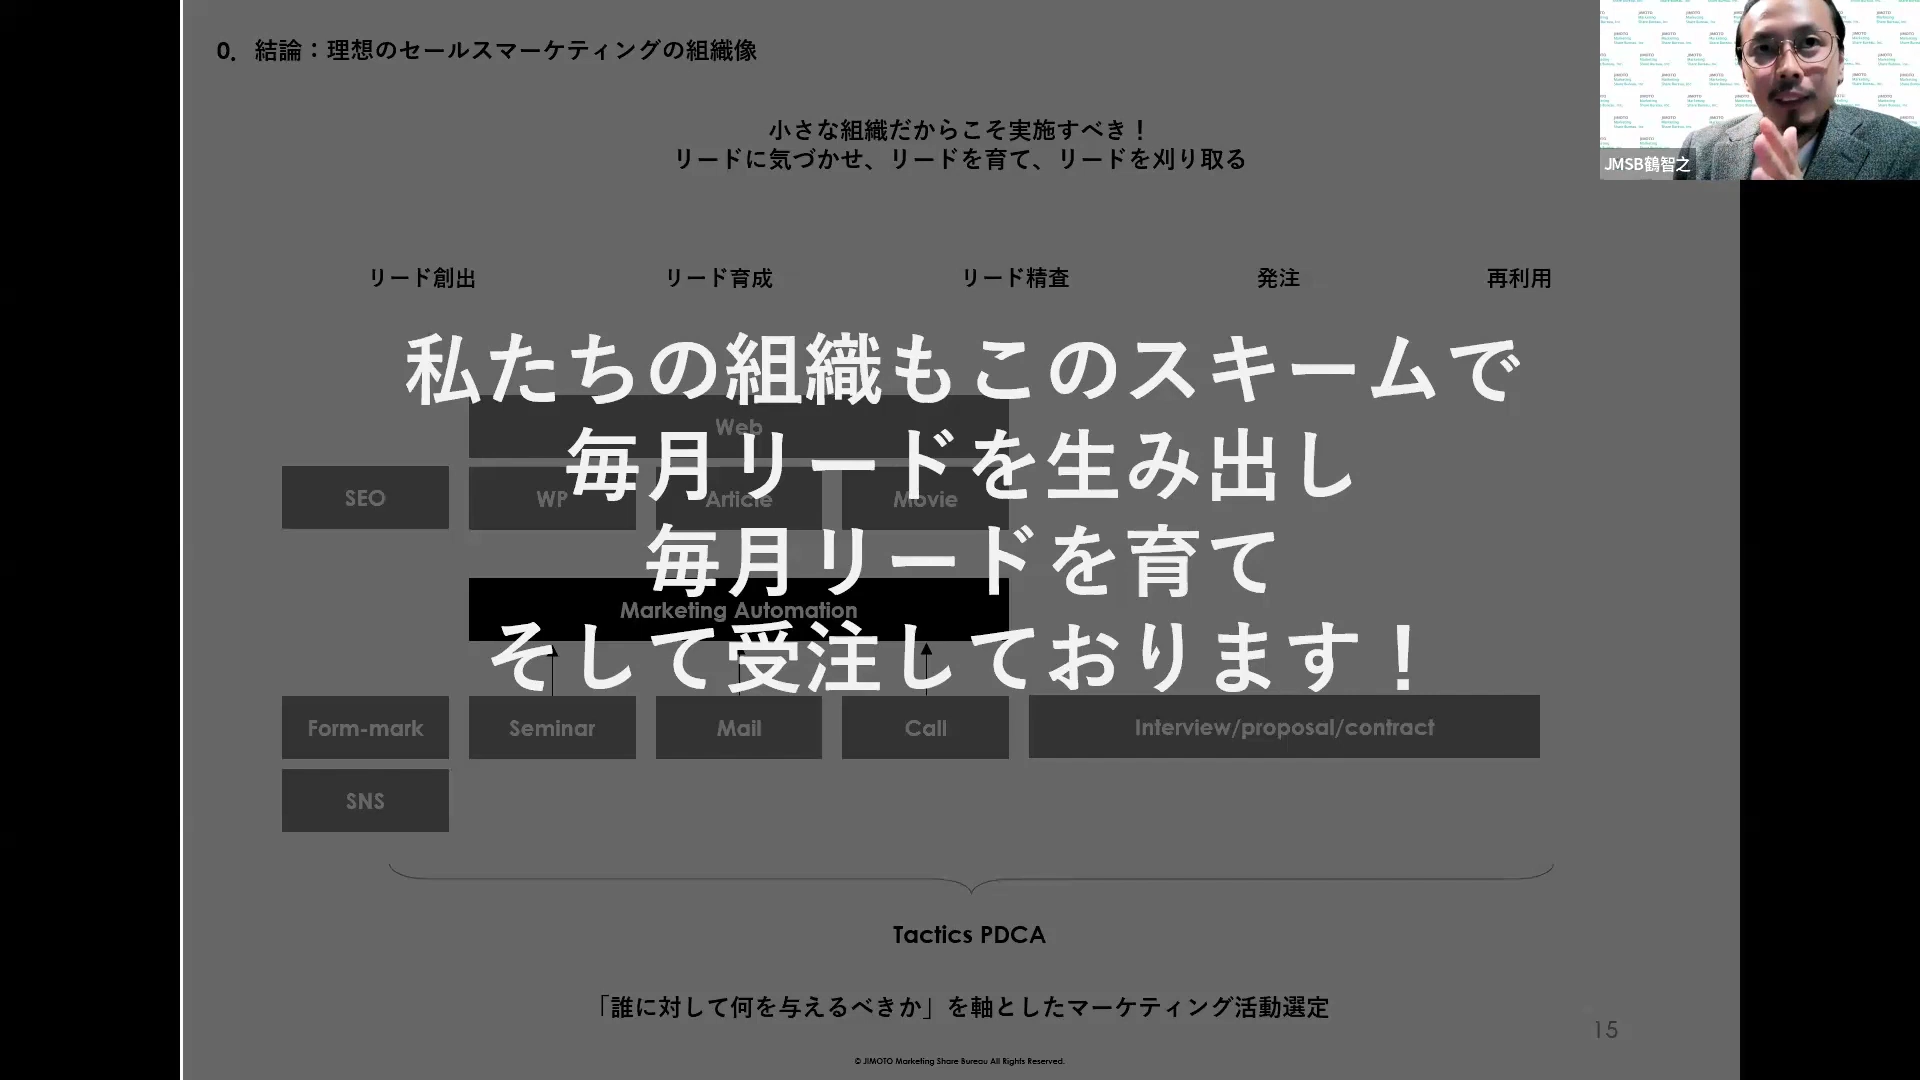 0. 結論：理想のセールスマーケティングの組織像
JMSB鶴智之
小さな組織だからこそ実施すべき！
リードに気づかせ、リードを育て、リードを刈り取る
リード創出
リード育成
リード精査
発注
再利用
私たちの組織もこのスキームで
毎月リードを生み出し
毎月リードを育て
そして受注しております！
Web
SEO
WP
Article
Movie
Marketing Automation
Form-mark
Seminar
Mail
Call
Interview/proposal/contract
SNS
Tactics PDCA
「誰に対して何を与えるべきか」を軸としたマーケティング活動選定
15
© JIMOTO Marketing Share Bureau All Rights Reserved.